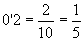 0'2 = 2/10 = 1/5